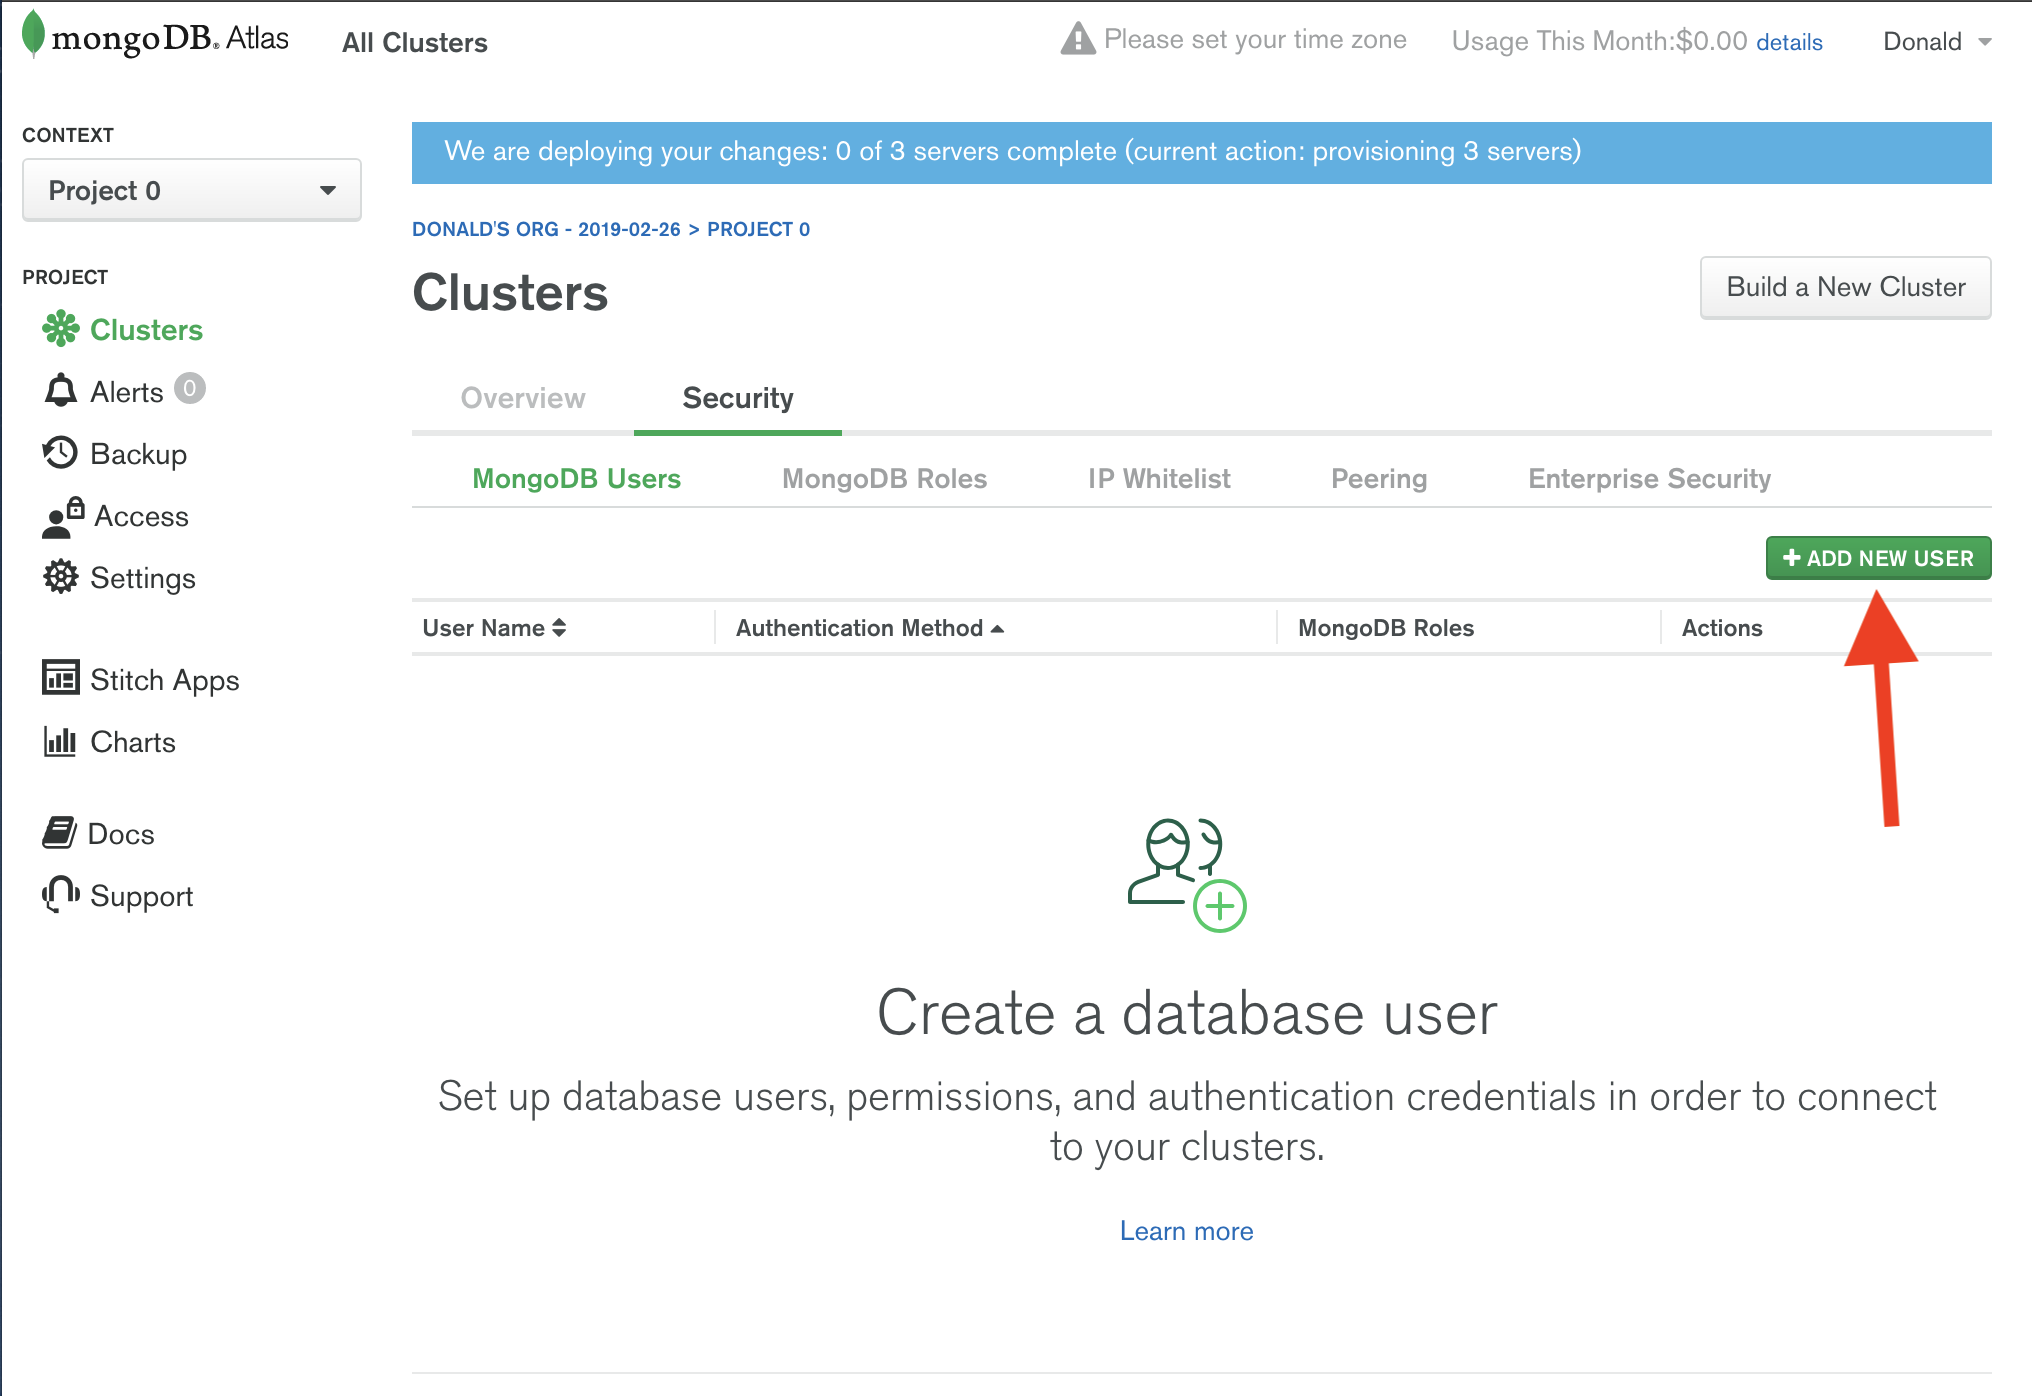 mongoDB® Atlas
All Clusters
Please set your time zone
Usage This Month:$0.00 details
Donald
CONTEXT
Project 0
PROJECT
Clusters
Alerts 0
Backup
Access
Settings
Stitch Apps
Charts
Docs
Support
We are deploying your changes: 0 of 3 servers complete (current action: provisioning 3 servers)
DONALD'S ORG - 2019-02-26 > PROJECT 0
Clusters
Build a New Cluster
Overview
Security
MongoDB Users
MongoDB Roles
IP Whitelist
Peering
Enterprise Security
+ ADD NEW USER
User Name
Authentication Method
MongoDB Roles
Actions
Create a database user
Set up database users, permissions, and authentication credentials in order to connect
to your clusters.
Learn more